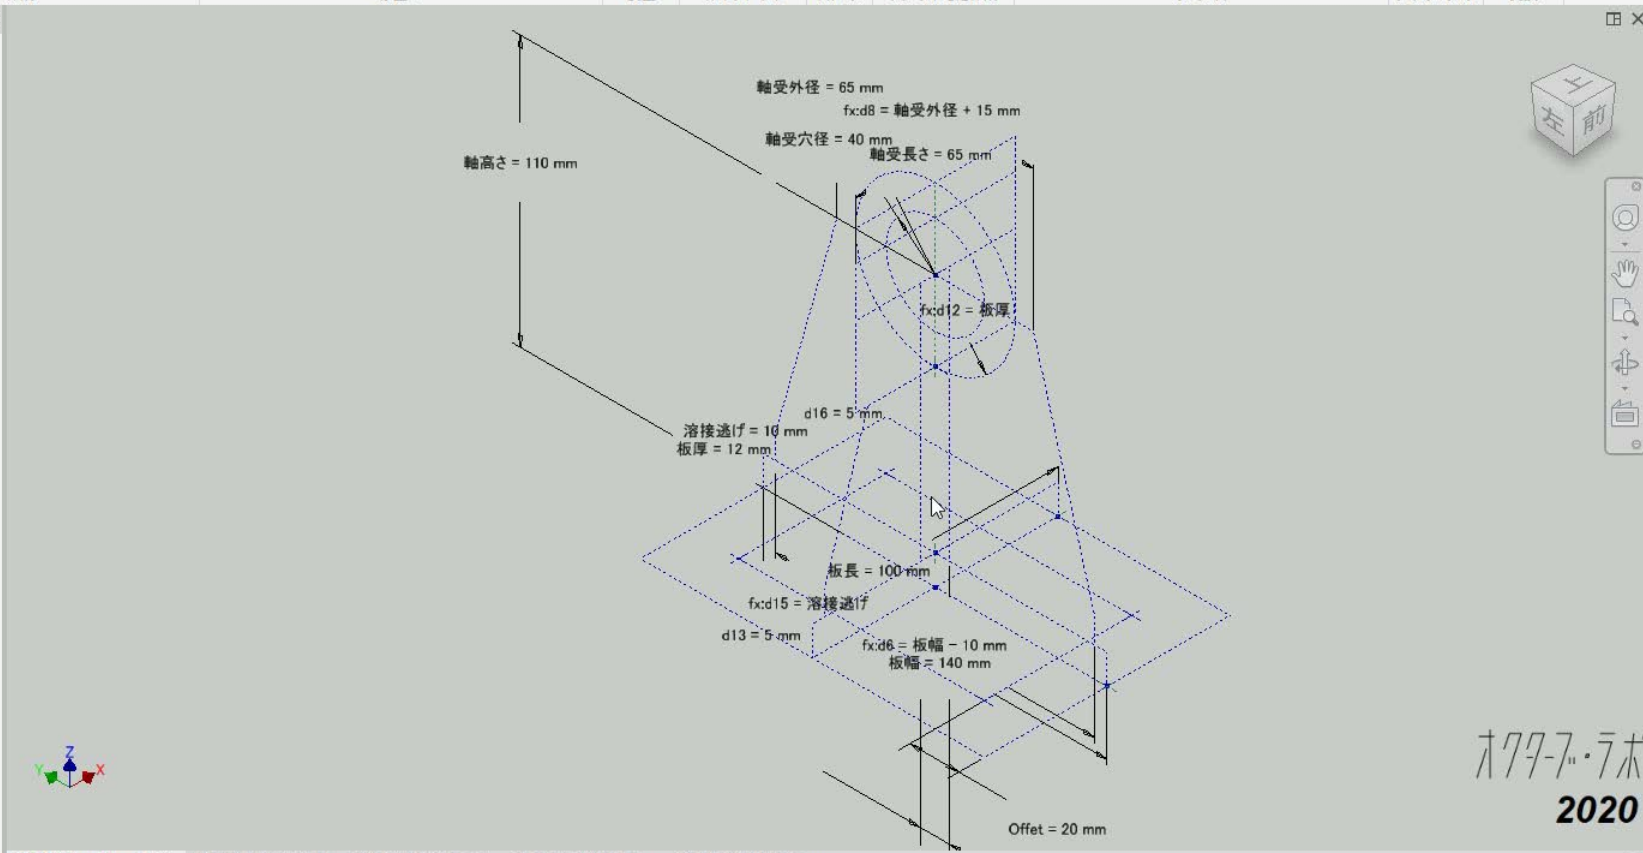 軸受外径 = 65 mm
fx:d8 = 軸受外径 + 15 mm
軸受穴径 = 40 mm
軸受長さ = 65 mm
軸高さ = 110 mm
上
左
前
fx:d12 = 板厚
d16 = 5 mm
溶接逃げ = 10 mm
板厚 = 12 mm
板長 = 100 mm
fx:d15 = 溶接逃げ
d13 = 5 mm
fx:d6 = 板幅 - 10 mm
板幅 = 140 mm
Z
Y
X
オクターブ・ラボ
2020
Offet = 20 mm